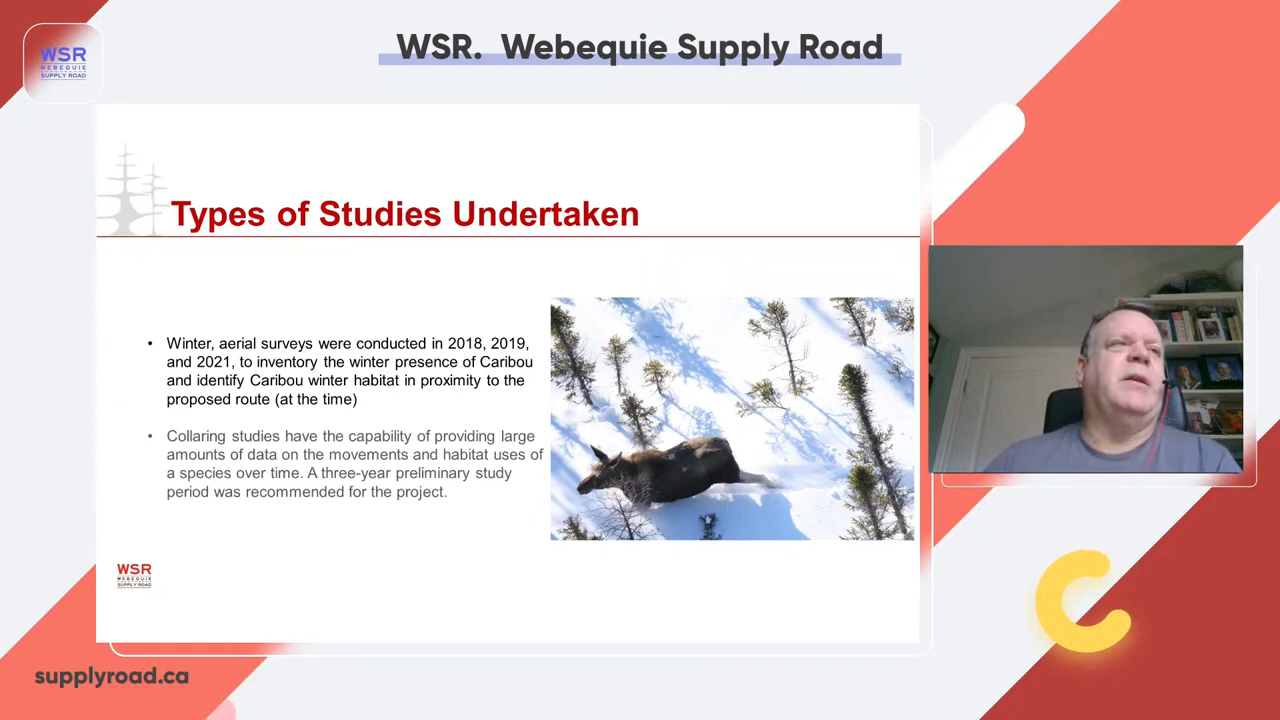 WSR
WEBEQUIE
SUPPLY ROAD
WSR. Webequie Supply Road
Types of Studies Undertaken
• Winter, aerial surveys were conducted in 2018, 2019,
and 2021, to inventory the winter presence of Caribou
and identify Caribou winter habitat in proximity to the
proposed route (at the time)
• Collaring studies have the capability of providing large
amounts of data on the movements and habitat uses of
a species over time. A three-year preliminary study
period was recommended for the project.
WSR
WEBEQUIE
SUPPLY ROAD
supplyroad.ca